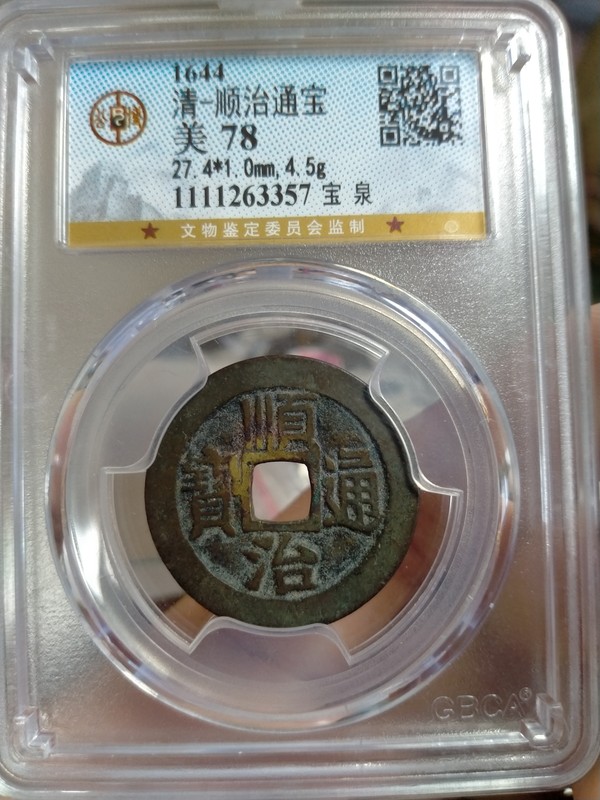 1644
清-顺治通宝
美 78
27.4*1.0mm, 4.5g
1111263357 宝 泉
★ 文物鉴定委员会监制 ★
順
寶 通
治
GBCA®